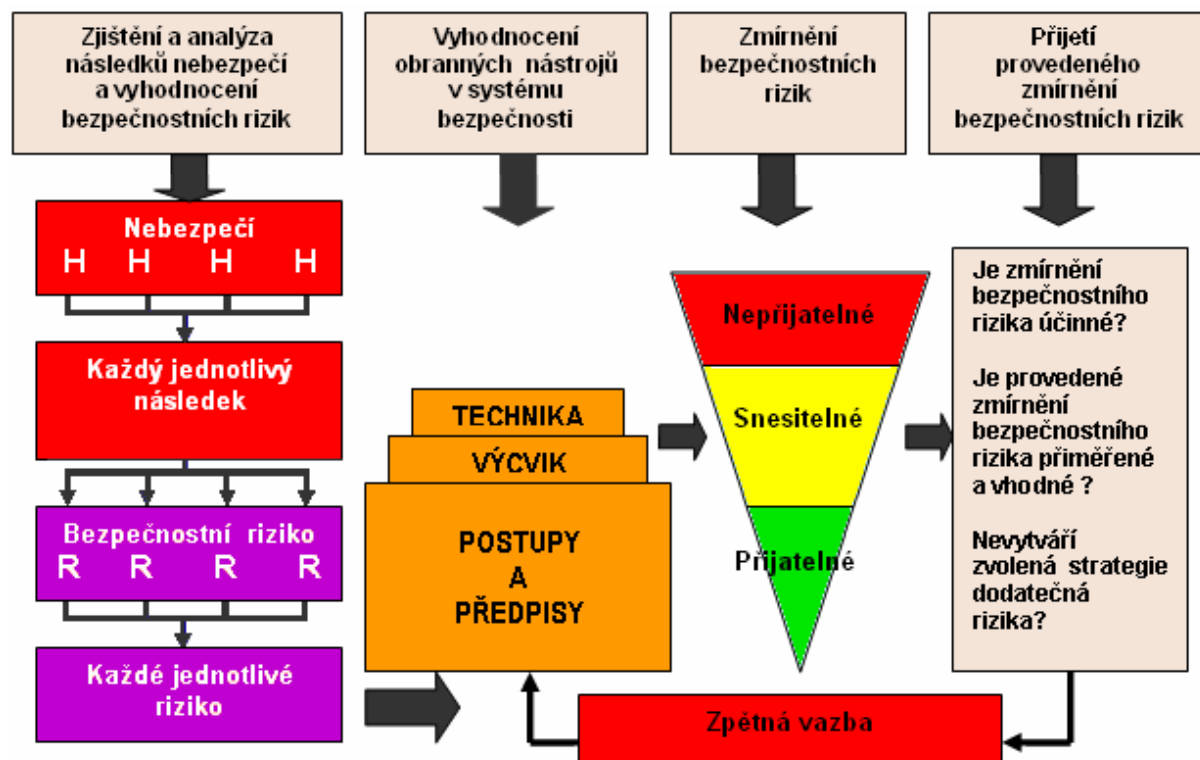 Zjištění a analýza
následků nebezpečí
a vyhodnocení
bezpečnostních rizik
Vyhodnocení
obranných nástrojů
v systému
bezpečnosti
Zmírnění
bezpečnostních
rizik
Přijetí
provedeného
zmírnění
bezpečnostních rizik
Nebezpečí
H H H H
Každý jednotlivý
následek
Bezpečnostní riziko
R R R R
Každé jednotlivé
riziko
TECHNIKA
VÝCVIK
POSTUPY
A
PŘEDPISY
Nepřijatelné
Snesitelné
Přijatelné
Je zmírnění
bezpečnostního
rizika účinné?
Je provedené
zmírnění
bezpečnostního
rizika přiměřené
a vhodné ?
Nevytváří
zvolená strategie
dodatečná
rizika?
Zpětná vazba